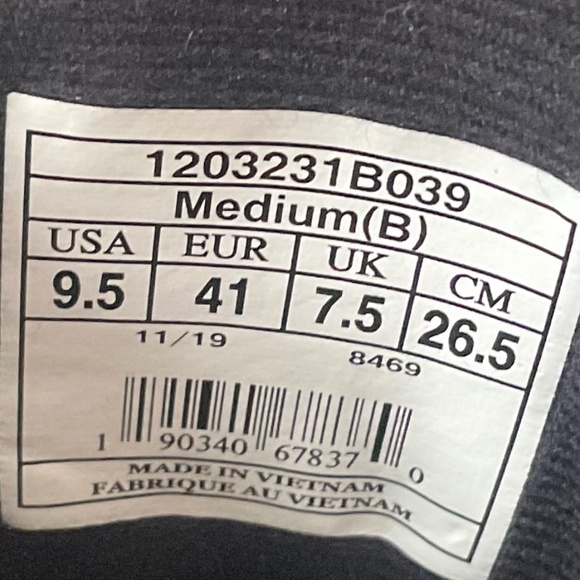 1203231B039
Medium(B)
USA EUR UK CM
9.5 41 7.5 26.5
11/19 8469
1 90340 67837 0
MADE IN VIETNAM
FABRIQUE AU VIETNAM